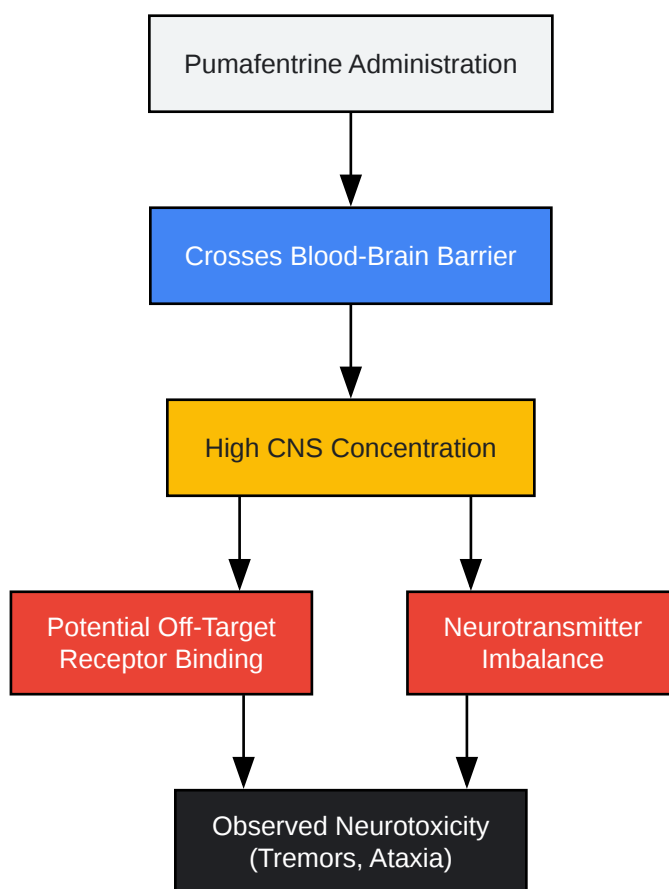 Pumafentrine Administration
Crosses Blood-Brain Barrier
High CNS Concentration
Potential Off-Target
Receptor Binding
Neurotransmitter
Imbalance
Observed Neurotoxicity
(Tremors, Ataxia)